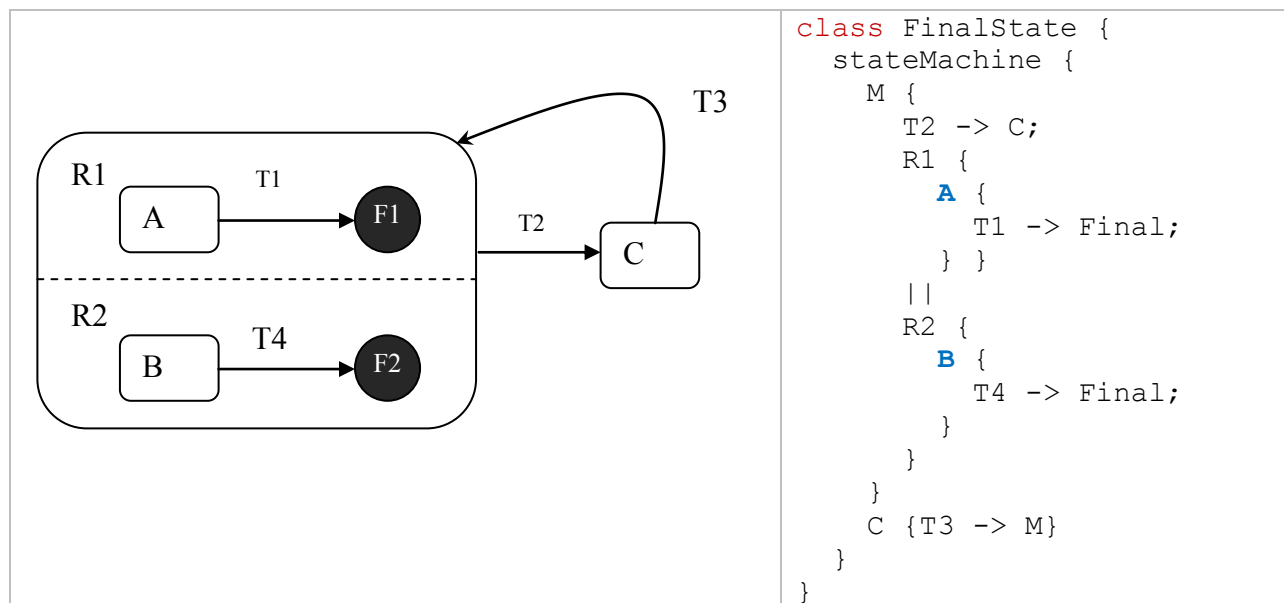 T3
R1
T1
A
F1
T2
C
R2
T4
B
F2
class FinalState {
stateMachine {
M {
T2 -> C;
R1 {
A {
T1 -> Final;
} }
||
R2 {
B {
T4 -> Final;
}
}
}
C {T3 -> M}
}
}